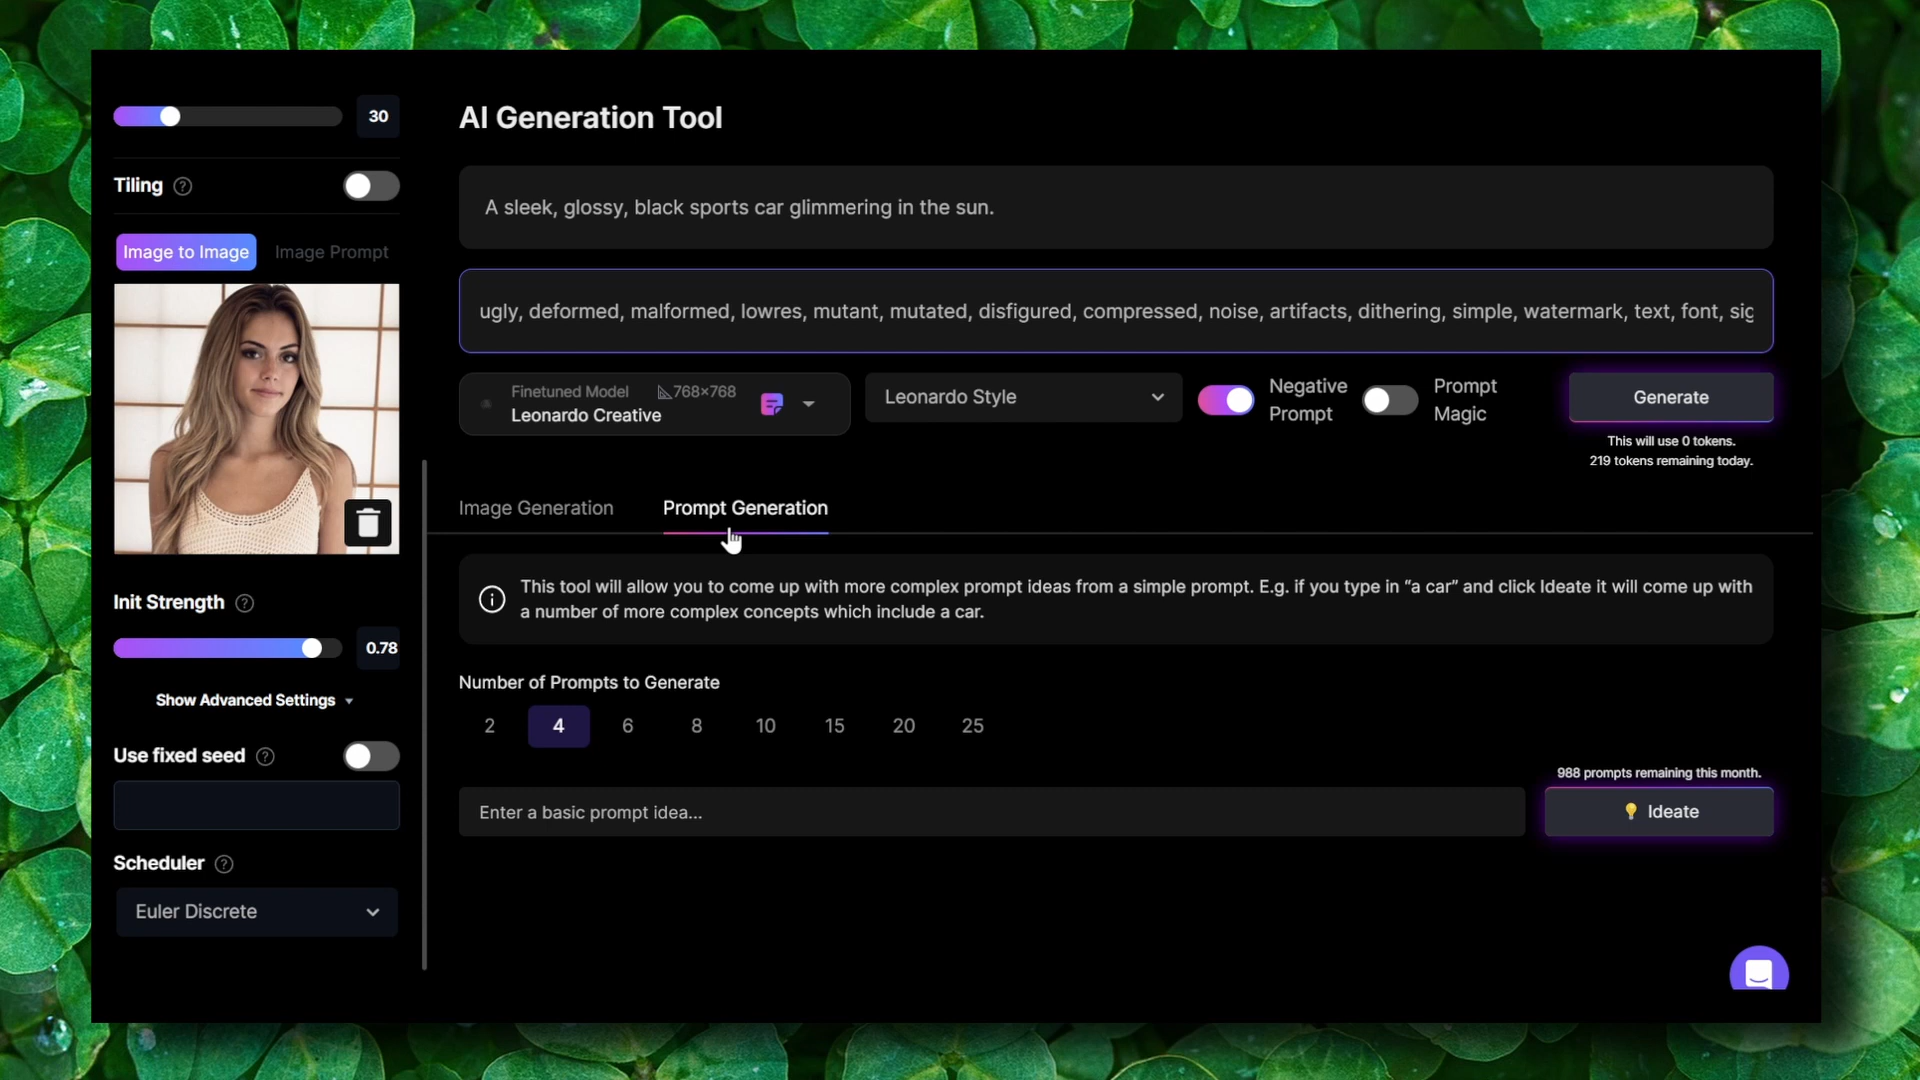 30
Tiling
Image to Image
Image Prompt
Init Strength
0.78
Show Advanced Settings
Use fixed seed
Scheduler
Euler Discrete
AI Generation Tool
A sleek, glossy, black sports car glimmering in the sun.
ugly, deformed, malformed, lowres, mutant, mutated, disfigured, compressed, noise, artifacts, dithering, simple, watermark, text, font, sig
Finetuned Model
768×768
Leonardo Creative
Leonardo Style
Negative
Prompt
Prompt
Magic
Generate
This will use 0 tokens.
219 tokens remaining today.
Image Generation
Prompt Generation
This tool will allow you to come up with more complex prompt ideas from a simple prompt. E.g. if you type in “a car” and click Ideate it will come up with
a number of more complex concepts which include a car.
Number of Prompts to Generate
2 4 6 8 10 15 20 25
988 prompts remaining this month.
Enter a basic prompt idea...
Ideate